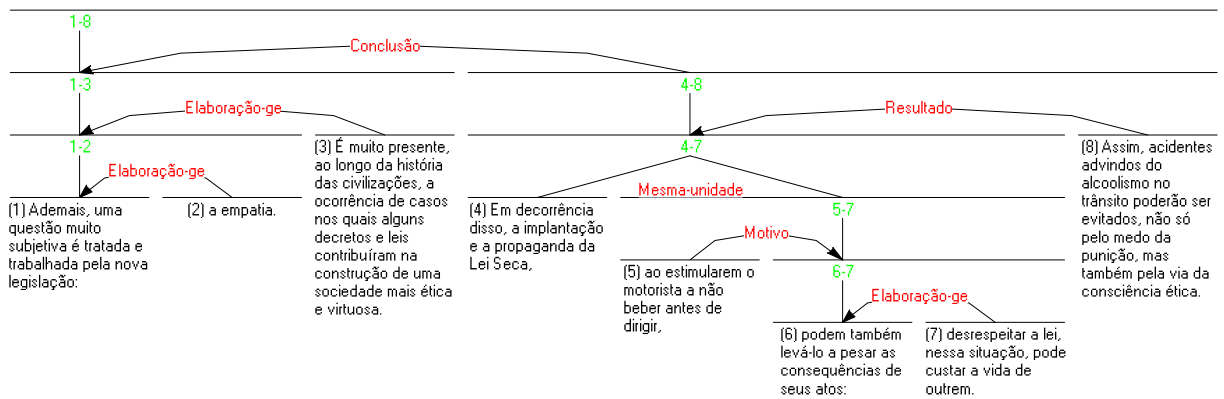 1-8
Conclusão
1-3
4-8
Elaboração-ge
Resultado
1-2
4-7
(3) É muito presente,
ao longo da história
das civilizações, a
ocorrência de casos
nos quais alguns
decretos e leis
contribuíram na
construção de uma
sociedade mais ética
e virtuosa.
(8) Assim, acidentes
advindos do
alcoolismo no
trânsito poderão ser
evitados, não só
pelo medo da
punição, mas
também pela via da
consciência ética.
Elaboração-ge
Mesma-unidade
(1) Ademais, uma
questão muito
subjetiva é tratada e
trabalhada pela nova
legislação:
(2) a empatia.
(4) Em decorrência
disso, a implantação
e a propaganda da
Lei Seca,
5-7
Motivo
(5) ao estimularem o
motorista a não
beber antes de
dirigir,
6-7
Elaboração-ge
(6) podem também
levá-lo a pesar as
consequências de
seus atos:
(7) desrespeitar a lei,
nessa situação, pode
custar a vida de
outrem.